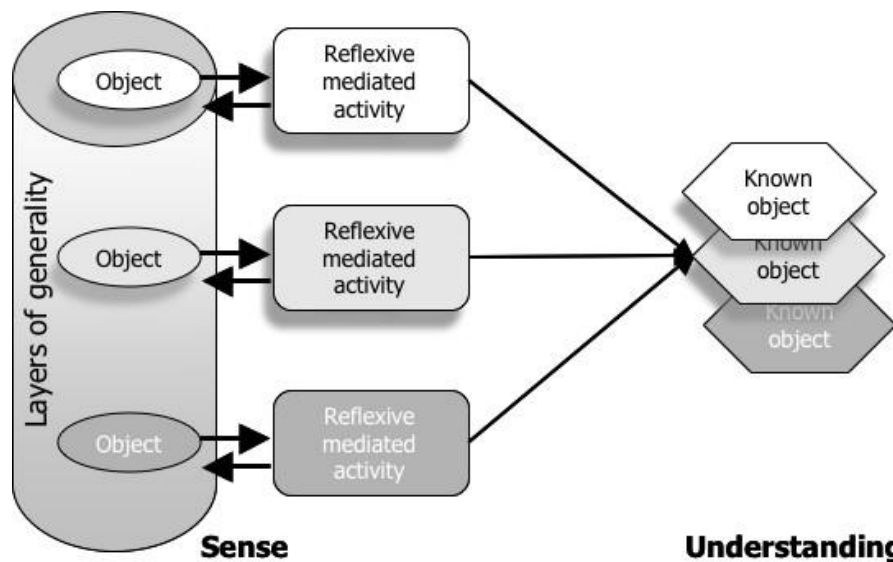 Layers of generality
Object
Reflexive
mediated
activity
Object
Reflexive
mediated
activity
Object
Reflexive
mediated
activity
Known
object
Known
object
Known
object
Sense
Understanding